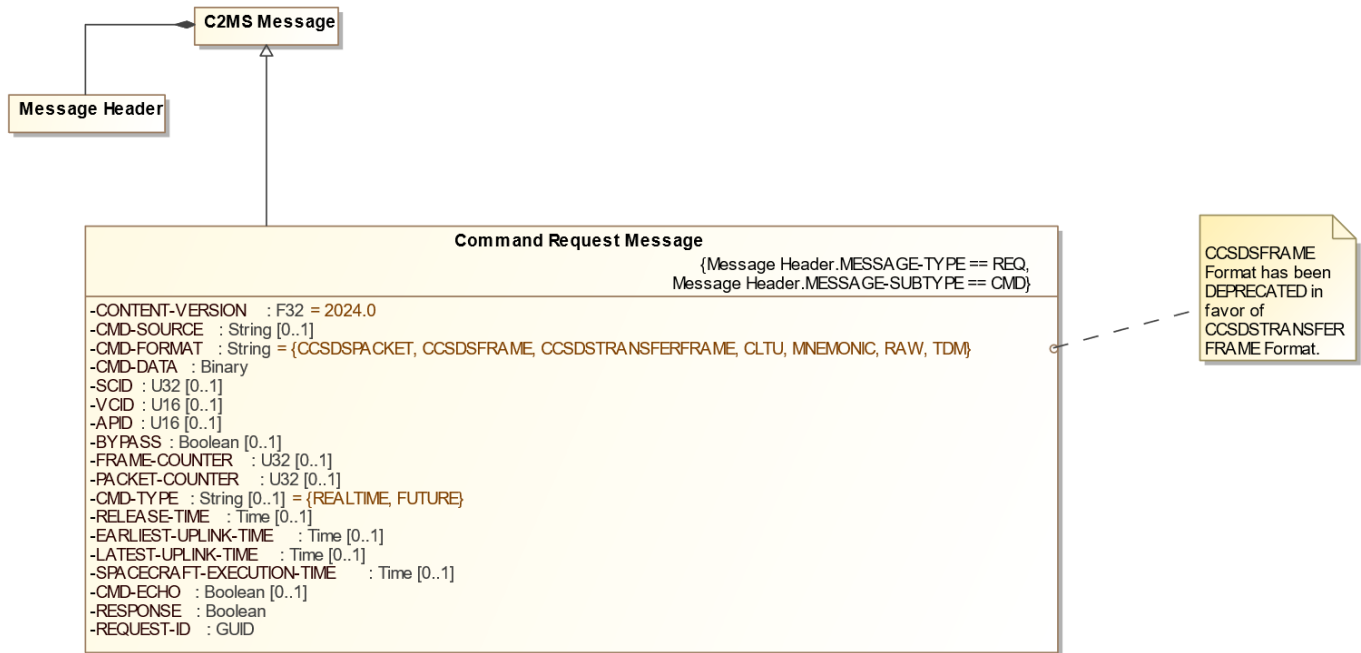 C2MS Message
Message Header
Command Request Message
{Message Header.MESSAGE-TYPE == REQ,
Message Header.MESSAGE-SUBTYPE == CMD}
-CONTENT-VERSION : F32 = 2024.0
-CMD-SOURCE : String [0..1]
-CMD-FORMAT : String = {CCSDSPACKET, CCSDSFRAME, CCSDSTRANSFERFRAME, CLTU, MNEMONIC, RAW, TDM}
-CMD-DATA : Binary
-SCID : U32 [0..1]
-VCID : U16 [0..1]
-APID : U16 [0..1]
-BYPASS : Boolean [0..1]
-FRAME-COUNTER : U32 [0..1]
-PACKET-COUNTER : U32 [0..1]
-CMD-TYPE : String [0..1] = {REALTIME, FUTURE}
-RELEASE-TIME : Time [0..1]
-EARLIEST-UPLINK-TIME : Time [0..1]
-LATEST-UPLINK-TIME : Time [0..1]
-SPACECRAFT-EXECUTION-TIME : Time [0..1]
-CMD-ECHO : Boolean [0..1]
-RESPONSE : Boolean
-REQUEST-ID : GUID
CCSDSFRAME
Format has been
DEPRECATED in
favor of
CCSDSTRANSFER
FRAME Format.